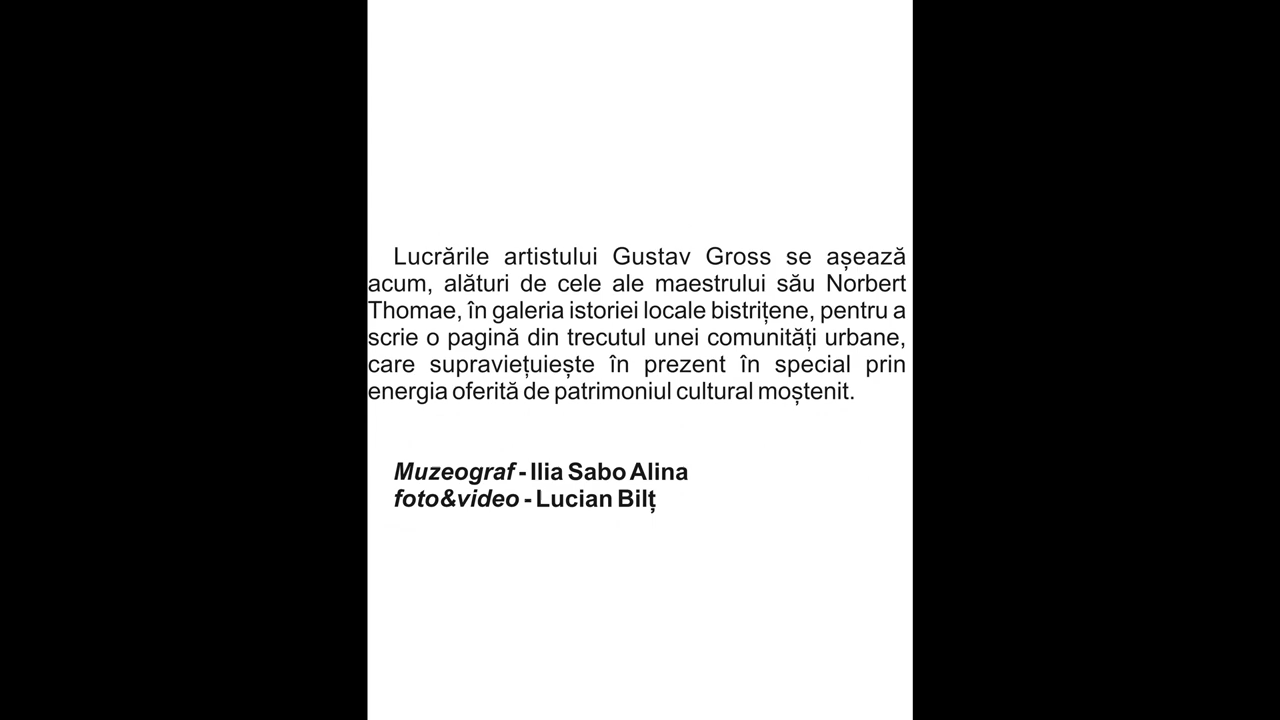 Lucrările artistului Gustav Gross se așează
acum, alături de cele ale maestrului său Norbert
Thomae, în galeria istoriei locale bistrițene, pentru a
scrie o pagină din trecutul unei comunități urbane,
care supraviețuiește în prezent în special prin
energia oferită de patrimoniul cultural moștenit.
Muzeograf - Ilia Sabo Alina
foto&video - Lucian Bilț